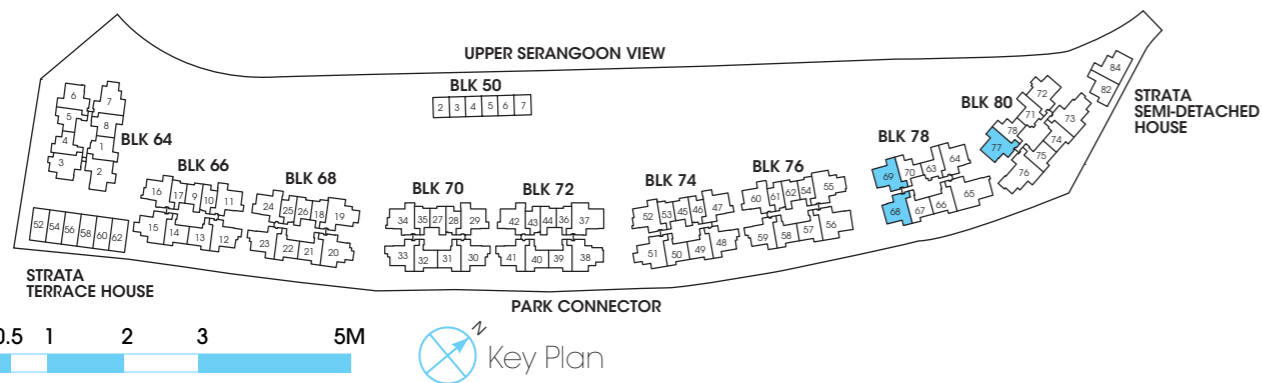 UPPER SERANGOON VIEW
BLK 50
2 3 4 5 6 7
BLK 64
6 7
5 8
4 1
3 2
BLK 66
16 17 9 10 11
15 14 13 12
BLK 68
24 25 26 18 19
23 22 21 20
BLK 70
34 35 27 28 29
33 32 31 30
BLK 72
42 43 44 36 37
41 40 39 38
BLK 74
52 53 45 46 47
51 50 49 48
BLK 76
60 61 62 54 55
59 58 57 56
BLK 78
69 70 63 64
68 67 66 65
BLK 80
72
71 73
78 74
77 75
76
84
82
STRATA
SEMI-DETACHED
HOUSE
52 54 56 58 60 62
STRATA
TERRACE HOUSE
PARK CONNECTOR
0.5 1 2 3 5M
N
Key Plan